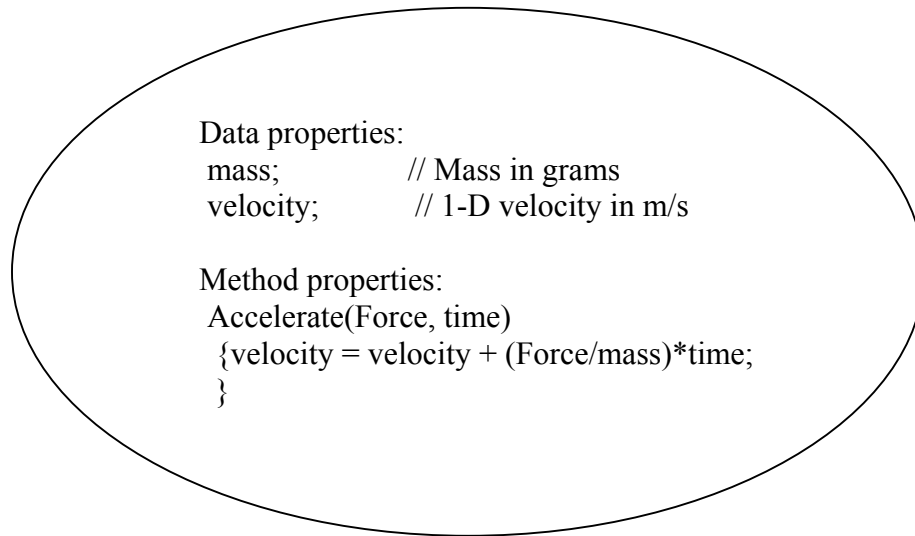 Data properties:
mass; // Mass in grams
velocity; // 1-D velocity in m/s
Method properties:
Accelerate(Force, time)
{velocity = velocity + (Force/mass)*time;
}